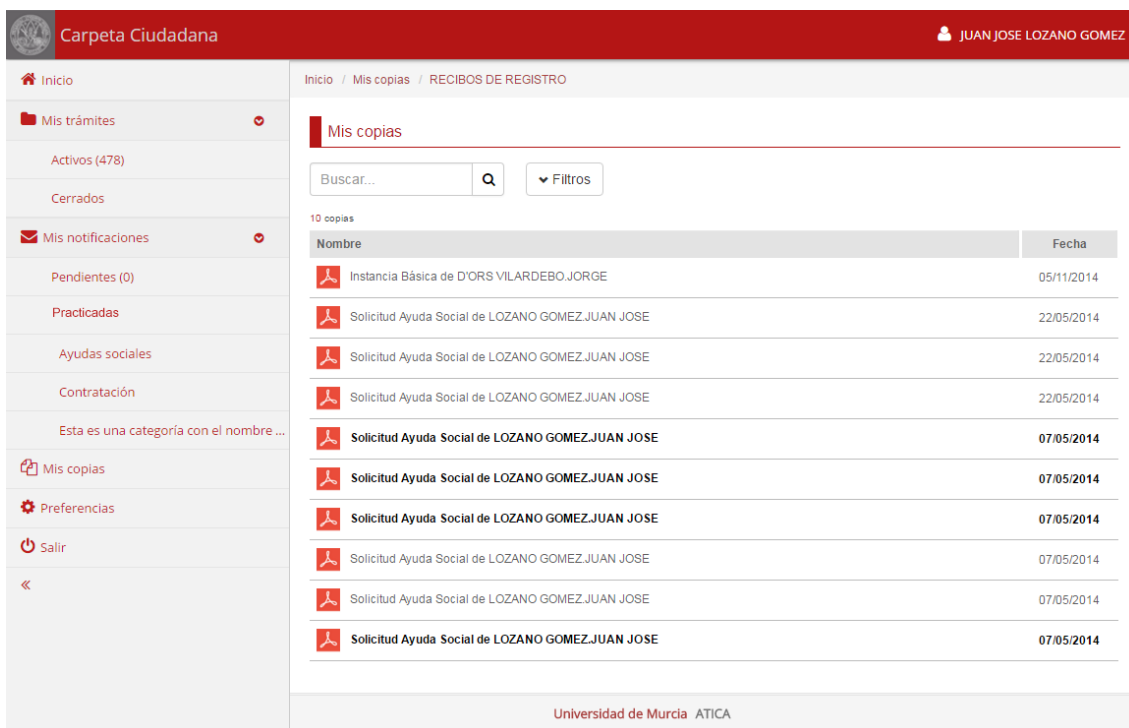 Carpeta Ciudadana
JUAN JOSE LOZANO GOMEZ
Inicio
Mis trámites
Activos (478)
Cerrados
Mis notificaciones
Pendientes (0)
Practicadas
Ayudas sociales
Contratación
Esta es una categoría con el nombre ...
Mis copias
Preferencias
Salir
«
Inicio / Mis copias / RECIBOS DE REGISTRO
Mis copias
Buscar...
Filtros
10 copias
Nombre Fecha
Instancia Básica de D'ORS VILARDEBO.JORGE 05/11/2014
Solicitud Ayuda Social de LOZANO GOMEZ.JUAN JOSE 22/05/2014
Solicitud Ayuda Social de LOZANO GOMEZ.JUAN JOSE 22/05/2014
Solicitud Ayuda Social de LOZANO GOMEZ.JUAN JOSE 22/05/2014
Solicitud Ayuda Social de LOZANO GOMEZ.JUAN JOSE 07/05/2014
Solicitud Ayuda Social de LOZANO GOMEZ.JUAN JOSE 07/05/2014
Solicitud Ayuda Social de LOZANO GOMEZ.JUAN JOSE 07/05/2014
Solicitud Ayuda Social de LOZANO GOMEZ.JUAN JOSE 07/05/2014
Solicitud Ayuda Social de LOZANO GOMEZ.JUAN JOSE 07/05/2014
Solicitud Ayuda Social de LOZANO GOMEZ.JUAN JOSE 07/05/2014
Universidad de Murcia ATICA